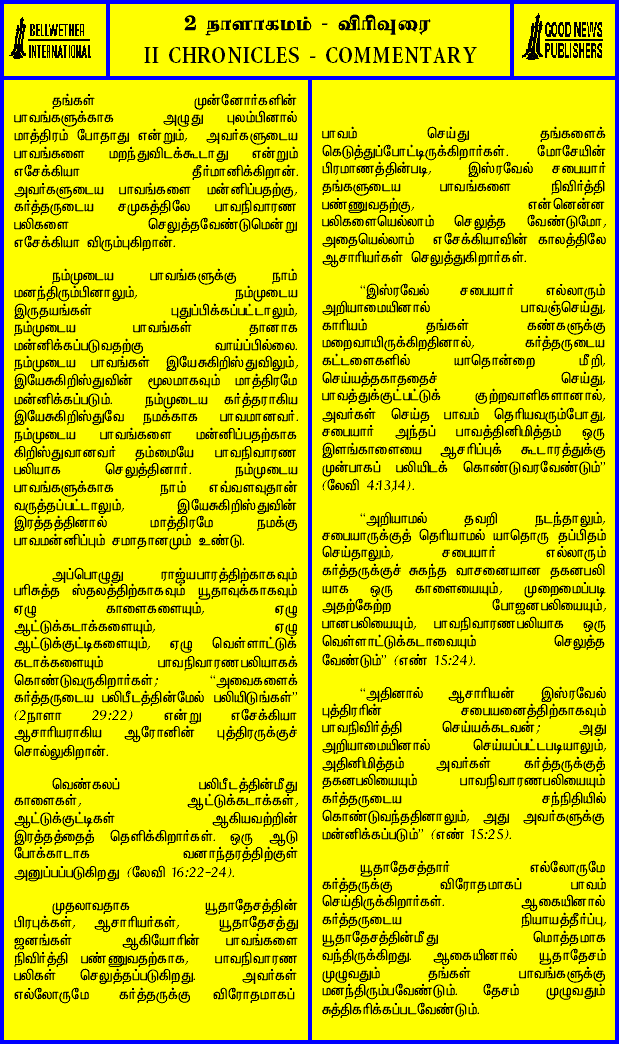 BELLWETHER
INTERNATIONAL
2 நாளாகமம் - விரிவுரை
II CHRONICLES - COMMENTARY
GOOD NEWS
PUBLISHERS
தங்கள் முன்னோர்களின்
பாவங்களுக்காக அழுது புலம்பினால்
மாத்திரம் போதாது என்றும், அவர்களுடைய
பாவங்களை மறந்துவிடக்கூடாது என்றும்
எசேக்கியா தீர்மானிக்கிறான்.
அவர்களுடைய பாவங்களை மன்னிப்பதற்கு,
கர்த்தருடைய சமுகத்திலே பாவநிவாரண
பலிகளை செலுத்தவேண்டுமென்று
எசேக்கியா விரும்புகிறான்.
நம்முடைய பாவங்களுக்கு நாம்
மனந்திரும்பினாலும், நம்முடைய
இருதயங்கள் புதுப்பிக்கப்பட்டாலும்,
நம்முடைய பாவங்கள் தானாக
மன்னிக்கப்படுவதற்கு வாய்ப்பில்லை.
நம்முடைய பாவங்கள் இயேசுகிறிஸ்துவிலும்,
இயேசுகிறிஸ்துவின் மூலமாகவும் மாத்திரமே
மன்னிக்கப்படும். நம்முடைய கர்த்தராகிய
இயேசுகிறிஸ்துவே நமக்காக பாவமானவர்.
நம்முடைய பாவங்களை மன்னிப்பதற்காக
கிறிஸ்துவானவர் தம்மையே பாவநிவாரண
பலியாக செலுத்தினார். நம்முடைய
பாவங்களுக்காக நாம் எவ்வளவுதான்
வருத்தப்பட்டாலும், இயேசுகிறிஸ்துவின்
இரத்தத்தினால் மாத்திரமே நமக்கு
பாவமன்னிப்பும் சமாதானமும் உண்டு.
அப்பொழுது ராஜ்யபாரத்திற்காகவும்
பரிசுத்த ஸ்தலத்திற்காகவும் யூதாவுக்காகவும்
ஏழு காளைகளையும், ஏழு
ஆட்டுக்கடாக்களையும், ஏழு
ஆட்டுக்குட்டிகளையும், ஏழு வெள்ளாட்டுக்
கடாக்களையும் பாவநிவாரணபலியாகக்
கொண்டுவருகிறார்கள்; "அவைகளைக்
கர்த்தருடைய பலிபீடத்தின்மேல் பலியிடுங்கள்"
(2நாளா 29:22) என்று எசேக்கியா
ஆசாரியராகிய ஆரோனின் புத்திரருக்குச்
சொல்லுகிறான்.
வெண்கலப் பலிபீடத்தின்மீது
காளைகள், ஆட்டுக்கடாக்கள்,
ஆட்டுக்குட்டிகள் ஆகியவற்றின்
இரத்தத்தைத் தெளிக்கிறார்கள். ஒரு ஆடு
போக்காடாக வனாந்தரத்திற்குள்
அனுப்பப்படுகிறது (லேவி 16:22-24).
முதலாவதாக யூதாதேசத்தின்
பிரபுக்கள், ஆசாரியர்கள், யூதாதேசத்து
ஜனங்கள் ஆகியோரின் பாவங்களை
நிவிர்த்தி பண்ணுவதற்காக, பாவநிவாரண
பலிகள் செலுத்தப்படுகிறது. அவர்கள்
எல்லோருமே கர்த்தருக்கு விரோதமாகப்
பாவம் செய்து தங்களைக்
கெடுத்துப்போட்டிருக்கிறார்கள். மோசேயின்
பிரமாணத்தின்படி, இஸ்ரவேல் சபையார்
தங்களுடைய பாவங்களை நிவிர்த்தி
பண்ணுவதற்கு, என்னென்ன
பலிகளையெல்லாம் செலுத்த வேண்டுமோ,
அதையெல்லாம் எசேக்கியாவின் காலத்திலே
ஆசாரியர்கள் செலுத்துகிறார்கள்.
"இஸ்ரவேல் சபையார் எல்லாரும்
அறியாமையினால் பாவஞ்செய்து,
காரியம் தங்கள் கண்களுக்கு
மறைவாயிருக்கிறதினால், கர்த்தருடைய
கட்டளைகளில் யாதொன்றை மீறி,
செய்யத்தகாததைச் செய்து,
பாவத்துக்குட்பட்டுக் குற்றவாளிகளானால்,
அவர்கள் செய்த பாவம் தெரியவரும்போது,
சபையார் அந்தப் பாவத்தினிமித்தம் ஒரு
இளங்காளையை ஆசரிப்புக் கூடாரத்துக்கு
முன்பாகப் பலியிடக் கொண்டுவரவேண்டும்"
(லேவி 4:13,14).
"அறியாமல் தவறி நடந்தாலும்,
சபையாருக்குத் தெரியாமல் யாதொரு தப்பிதம்
செய்தாலும், சபையார் எல்லாரும்
கர்த்தருக்குச் சுகந்த வாசனையான தகனபலி
யாக ஒரு காளையையும், முறைமைப்படி
அதற்கேற்ற போஜனபலியையும்,
பானபலியையும், பாவநிவாரணபலியாக ஒரு
வெள்ளாட்டுக்கடாவையும் செலுத்த
வேண்டும்" (எண் 15:24).
"அதினால் ஆசாரியன் இஸ்ரவேல்
புத்திரரின் சபையனைத்திற்காகவும்
பாவநிவிர்த்தி செய்யக்கடவன்; அது
அறியாமையினால் செய்யப்பட்டபடியாலும்,
அதினிமித்தம் அவர்கள் கர்த்தருக்குத்
தகனபலியையும் பாவநிவாரணபலியையும்
கர்த்தருடைய சந்நிதியில்
கொண்டுவந்ததினாலும், அது அவர்களுக்கு
மன்னிக்கப்படும்" (எண் 15:25).
யூதாதேசத்தார் எல்லோருமே
கர்த்தருக்கு விரோதமாகப் பாவம்
செய்திருக்கிறார்கள். ஆகையினால்
கர்த்தருடைய நியாயத்தீர்ப்பு,
யூதாதேசத்தின்மீது மொத்தமாக
வந்திருக்கிறது. ஆகையினால் யூதாதேசம்
முழுவதும் தங்கள் பாவங்களுக்கு
மனந்திரும்பவேண்டும். தேசம் முழுவதும்
சுத்திகரிக்கப்படவேண்டும்.